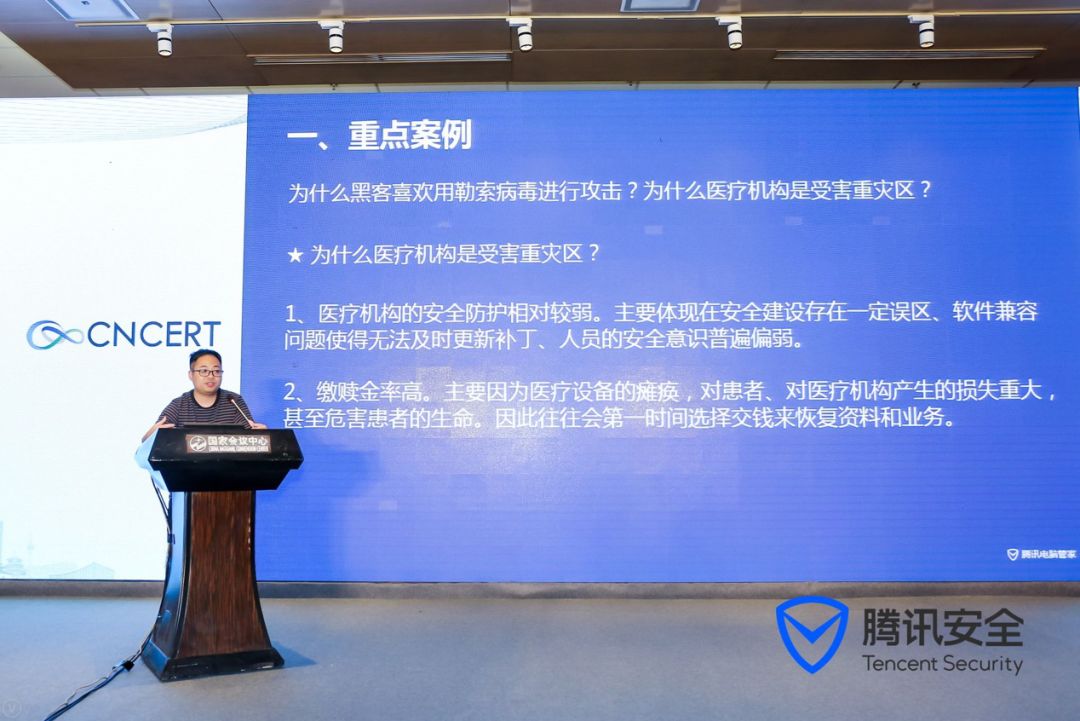 一、重点案例
为什么黑客喜欢用勒索病毒进行攻击？为什么医疗机构是受害重灾区？
★ 为什么医疗机构是受害重灾区？
1、医疗机构的安全防护相对较弱。主要体现在安全建设存在一定误区、软件兼容
问题使得无法及时更新补丁、人员的安全意识普遍偏弱。
2、缴赎金率高。主要因为医疗设备的瘫痪，对患者、对医疗机构产生的损失重大，
甚至危害患者的生命。因此往往会第一时间选择交钱来恢复资料和业务。
CNCERT
国家会议中心
CHINA NATIONAL CONVENTION CENTER
腾讯电脑管家
腾讯安全
Tencent Security